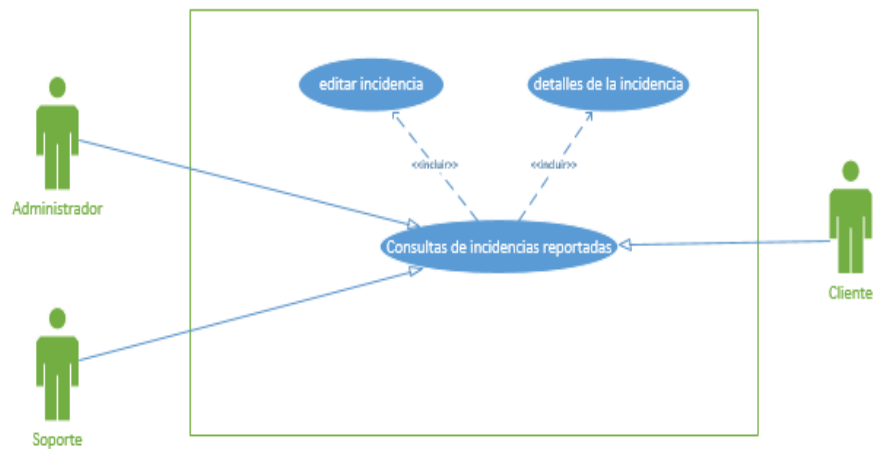 editar incidencia
detalles de la incidencia
<<incluir>>
<<incluir>>
Administrador
Consultas de incidencias reportadas
Cliente
Soporte